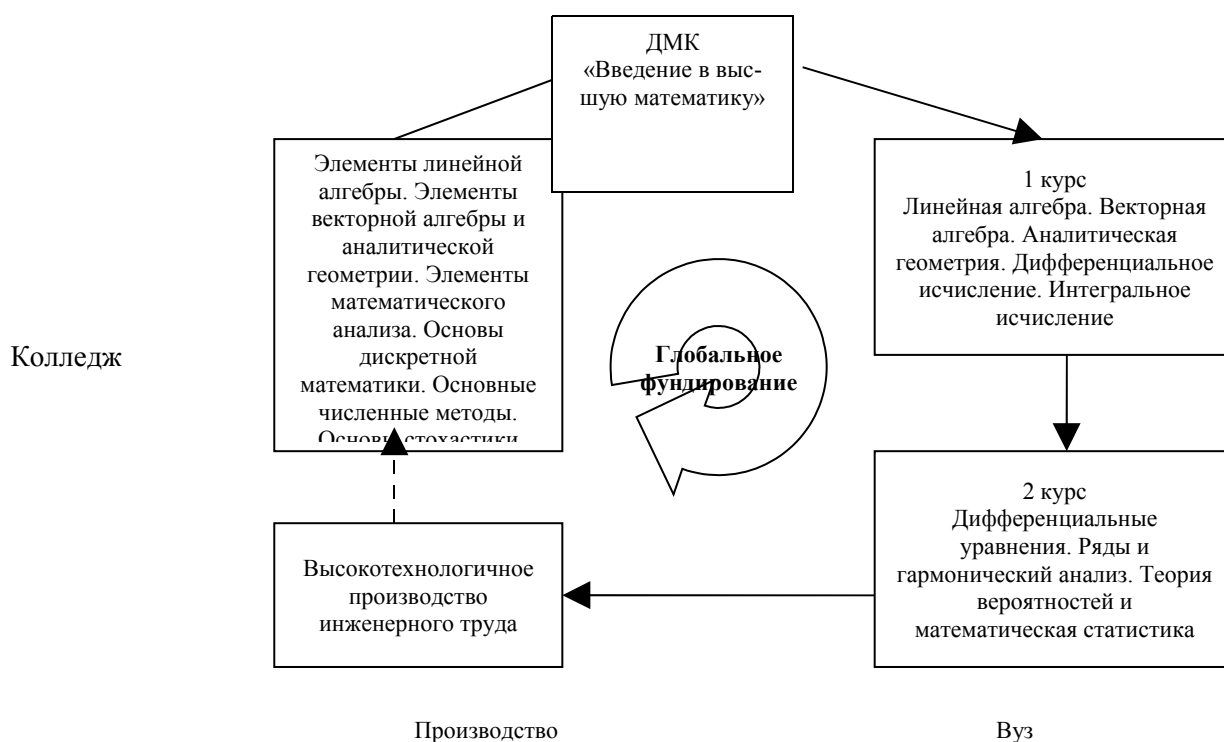 ДМК
«Введение в выс-
шую математику»
Элементы линейной
алгебры. Элементы
векторной алгебры и
аналитической
геометрии. Элементы
математического
анализа. Основы
дискретной
математики. Основные
численные методы.
Основы стохастики
1 курс
Линейная алгебра. Векторная
алгебра. Аналитическая
геометрия. Дифференциальное
исчисление. Интегральное
исчисление
Колледж
Глобальное
фундирование
2 курс
Дифференциальные
уравнения. Ряды и
гармонический анализ. Теория
вероятностей и
математическая статистика
Высокотехнологичное
производство
инженерного труда
Производство
Вуз